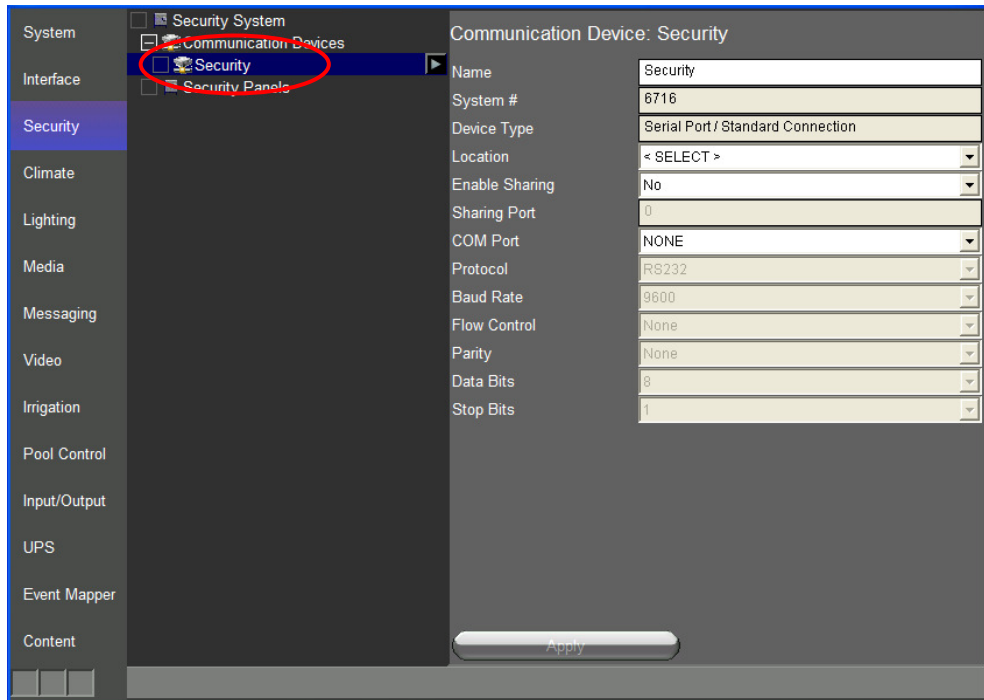 System
Interface
Security
Climate
Lighting
Media
Messaging
Video
Irrigation
Pool Control
Input/Output
UPS
Event Mapper
Content
Security System
Communication Devices
Security
Security Panels
Communication Device: Security
Name Security
System # 6716
Device Type Serial Port / Standard Connection
Location < SELECT >
Enable Sharing No
Sharing Port 0
COM Port NONE
Protocol RS232
Baud Rate 9600
Flow Control None
Parity None
Data Bits 8
Stop Bits 1
Apply